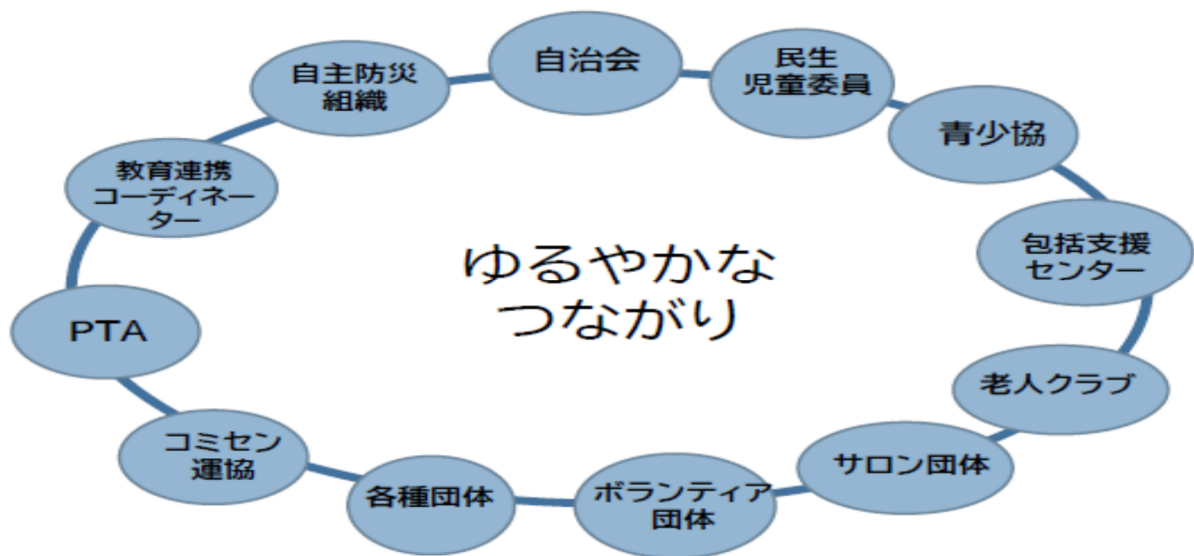 自治会
民生
児童委員
青少協
包括支援
センター
老人クラブ
サロン団体
ボランティア
団体
各種団体
コミセン
運協
PTA
教育連携
コーディネー
ター
自主防災
組織
ゆるやかな
つながり